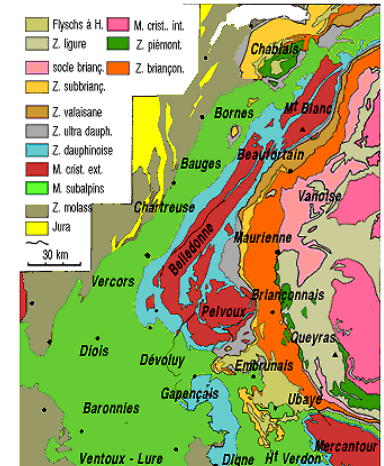 Flyschs à H.
Z. ligure
socle brianç.
Z. subbrianç.
Z. valaisane
Z. ultra dauph.
Z. dauphinoise
M. crist. ext.
M. subalpins
Z. molass
Jura
30 km
M. crist.. int.
Z. pièmont.
Z. briançon.
Chablais
Bornes
Mt Blanc
Beaufortain
Bauges
Vanoise
Chartreuse
Maurienne
Belledonne
Vercors
Briançonnais
Pelvoux
Queyras
Diois
Dévoluy
Embrunais
Gapençais
Ubaye
Baronnies
Mercantour
Ventoux - Lure
Digne
Ht Verdon